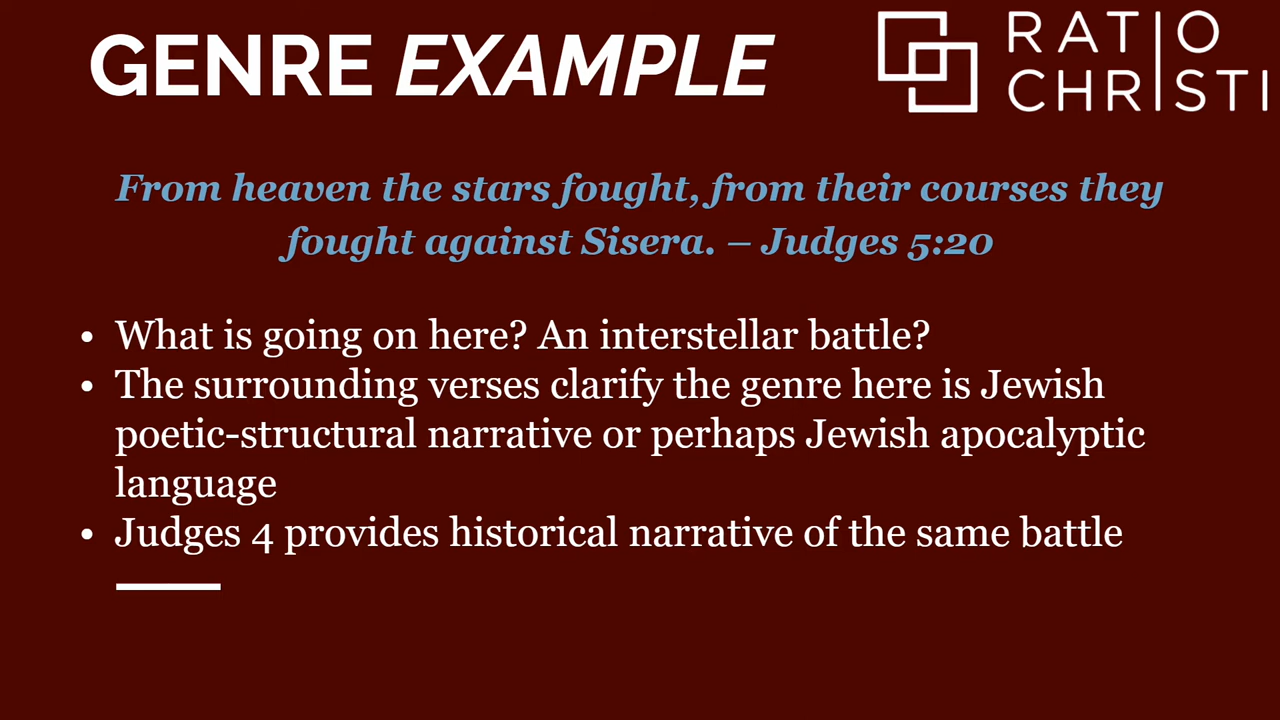 GENRE EXAMPLE
RATIO
CHRISTI
From heaven the stars fought, from their courses they
fought against Sisera. – Judges 5:20
• What is going on here? An interstellar battle?
• The surrounding verses clarify the genre here is Jewish
poetic-structural narrative or perhaps Jewish apocalyptic
language
• Judges 4 provides historical narrative of the same battle